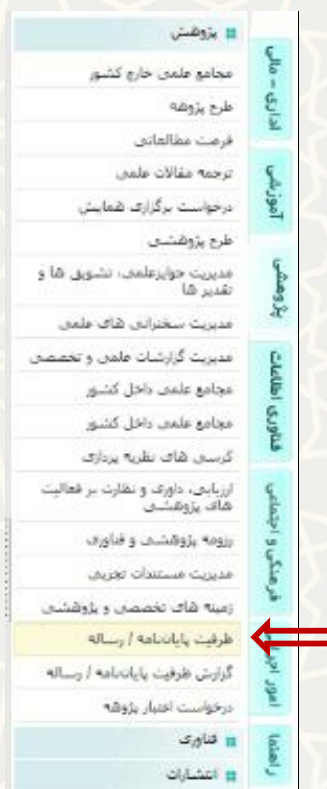 پژوهش
مجامع علمی خارج کشور
طرح پژوهه
فرصت مطالعاتی
ترجمه مقالات علمی
درخواست برگزاری همایش
طرح پژوهشی
مدیریت جوایزعلمی، تشویق ها و
تقدیر ها
مدیریت سخنرانی های علمی
مدیریت گزارشات علمی و تخصصی
مجامع علمی داخل کشور
مجامع علمی داخل کشور
کرسی های نظریه پردازی
ارزیابی، داوری و نظارت بر فعالیت
های پژوهشی
رزومه پژوهشی و فناوری
مدیریت مستندات تجربی
زمینه های تخصصی و پژوهشی
ظرفیت پایان‌نامه / رساله
گزارش ظرفیت پایان‌نامه / رساله
درخواست اعتبار پژوهه
فناوری
انتشارات
اداری - مالی
آموزشی
پژوهشی
فناوری اطلاعات
فرهنگی و اجتماعی
امور اجرایی
راهنما